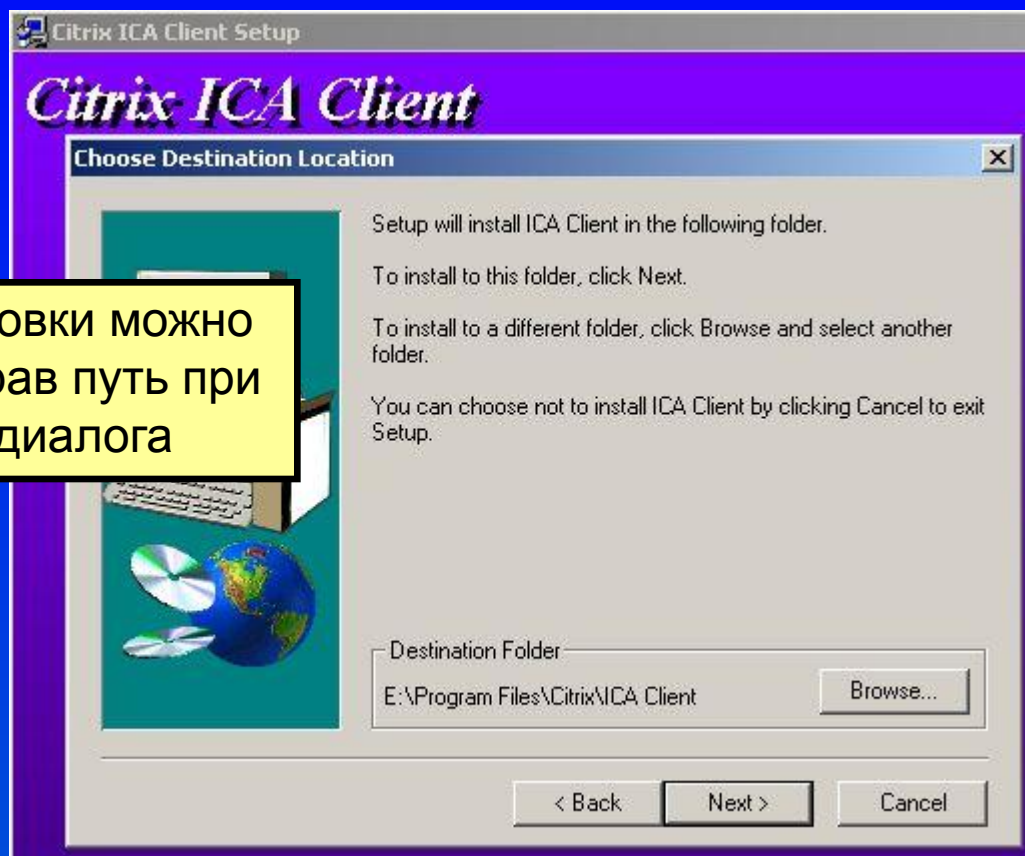 Citrix ICA Client Setup
Citrix ICA Client
Choose Destination Location
Setup will install ICA Client in the following folder.
To install to this folder, click Next.
To install to a different folder, click Browse and select another
folder.
You can choose not to install ICA Client by clicking Cancel to exit
Setup.
овки можно
рав путь при
диалога
Destination Folder
E:\Program Files\Citrix\ICA Client
Browse...
< Back
Next >
Cancel